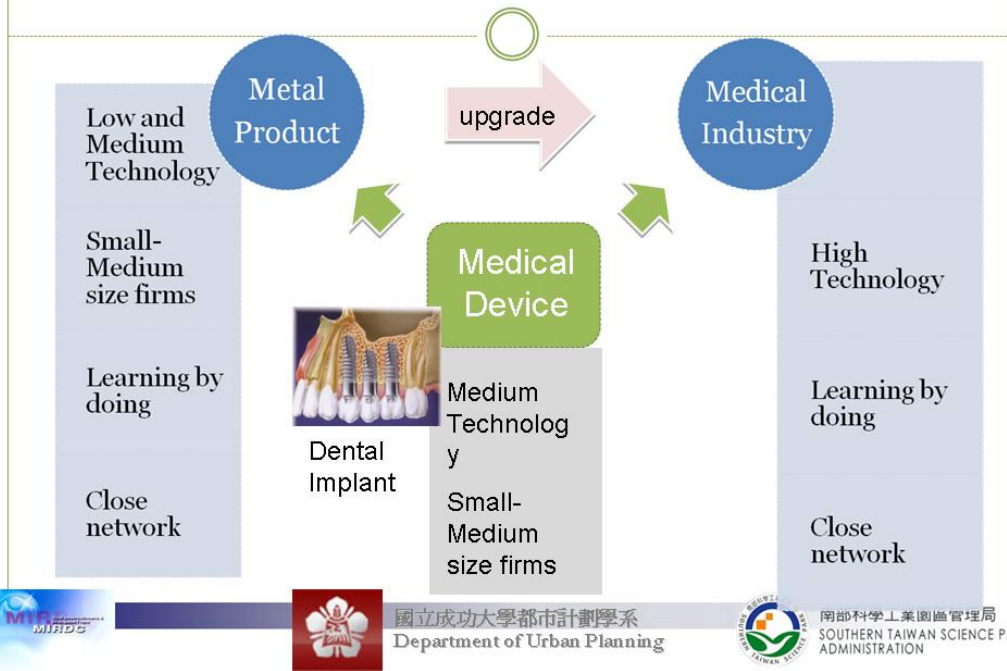 Metal
Product
Low and
Medium
Technology
Small-
Medium
size firms
Learning by
doing
Close
network
upgrade
Medical
Industry
High
Technology
Learning by
doing
Close
network
Medical
Device
Medium
Technolog
y
Small-
Medium
size firms
Dental
Implant
MIRDC
國立成功大學都市計劃學系
Department of Urban Planning
南部科學工業園區管理局
SOUTHERN TAIWAN SCIENCE P
ADMINISTRATION